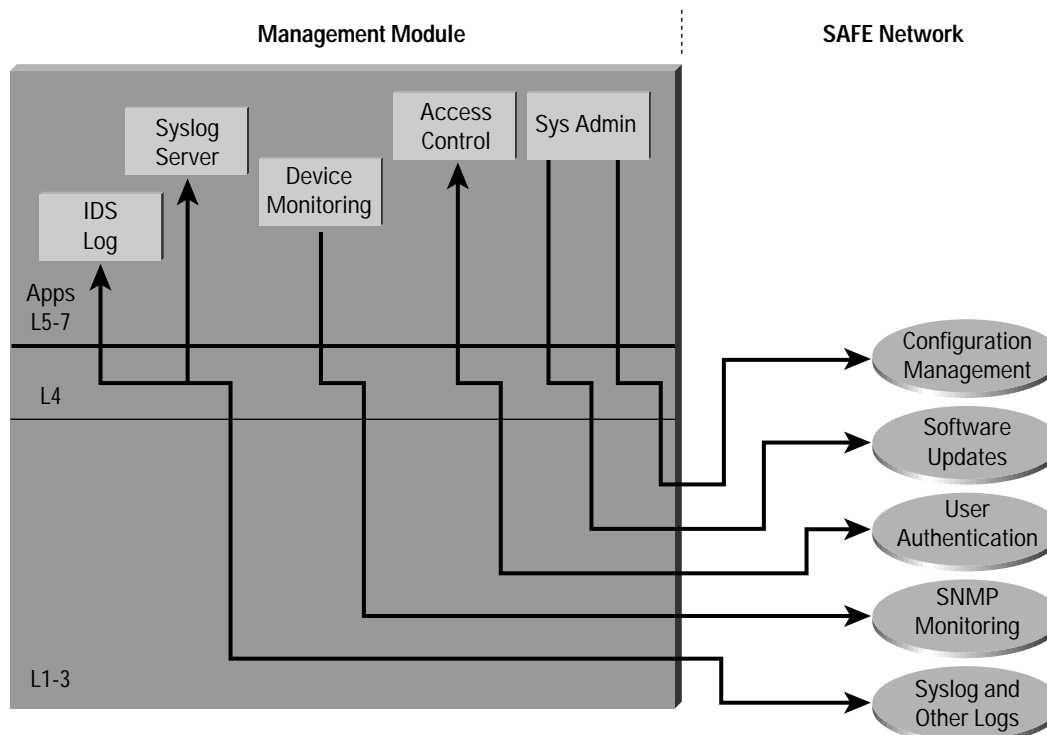 Management Module
SAFE Network
Syslog
Server
Access
Control
Sys Admin
Device
Monitoring
IDS
Log
Apps
L5-7
L4
L1-3
Configuration
Management
Software
Updates
User
Authentication
SNMP
Monitoring
Syslog and
Other Logs